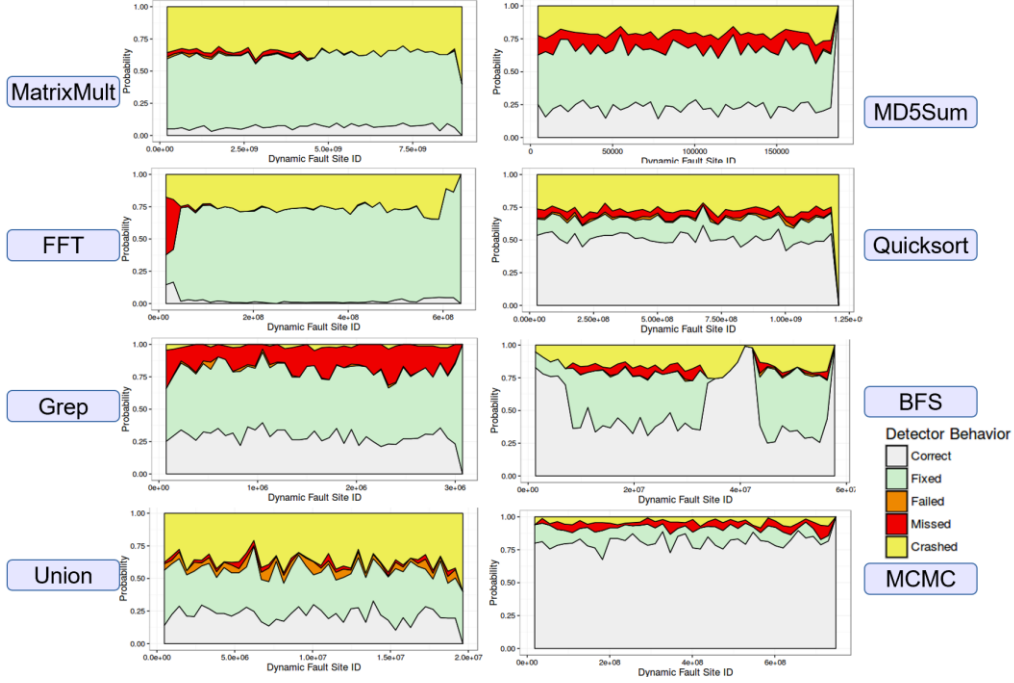 MatrixMult
Probability
1.00
0.75
0.50
0.25
0.00
0.0e+00 2.5e+09 5.0e+09 7.5e+09
Dynamic Fault Site ID
MD5Sum
Probability
1.00
0.75
0.50
0.25
0.00
0 50000 100000 150000
Dynamic Fault Site ID
FFT
Probability
1.00
0.75
0.50
0.25
0.00
0e+00 2e+08 4e+08 6e+08
Dynamic Fault Site ID
Quicksort
Probability
1.00
0.75
0.50
0.25
0.00
0.00e+00 2.50e+08 5.00e+08 7.50e+08 1.00e+09 1.25e+0
Dynamic Fault Site ID
Grep
Probability
1.00
0.75
0.50
0.25
0.00
0e+00 1e+06 2e+06 3e+06
Dynamic Fault Site ID
BFS
Probability
1.00
0.75
0.50
0.25
0.00
0e+00 2e+07 4e+07 6e+0
Dynamic Fault Site ID
Detector Behavior
Correct
Fixed
Failed
Missed
Crashed
Union
Probability
1.00
0.75
0.50
0.25
0.00
0.0e+00 5.0e+06 1.0e+07 1.5e+07 2.0e+07
Dynamic Fault Site ID
MCMC
Probability
1.00
0.75
0.50
0.25
0.00
0e+00 2e+08 4e+08 6e+08
Dynamic Fault Site ID